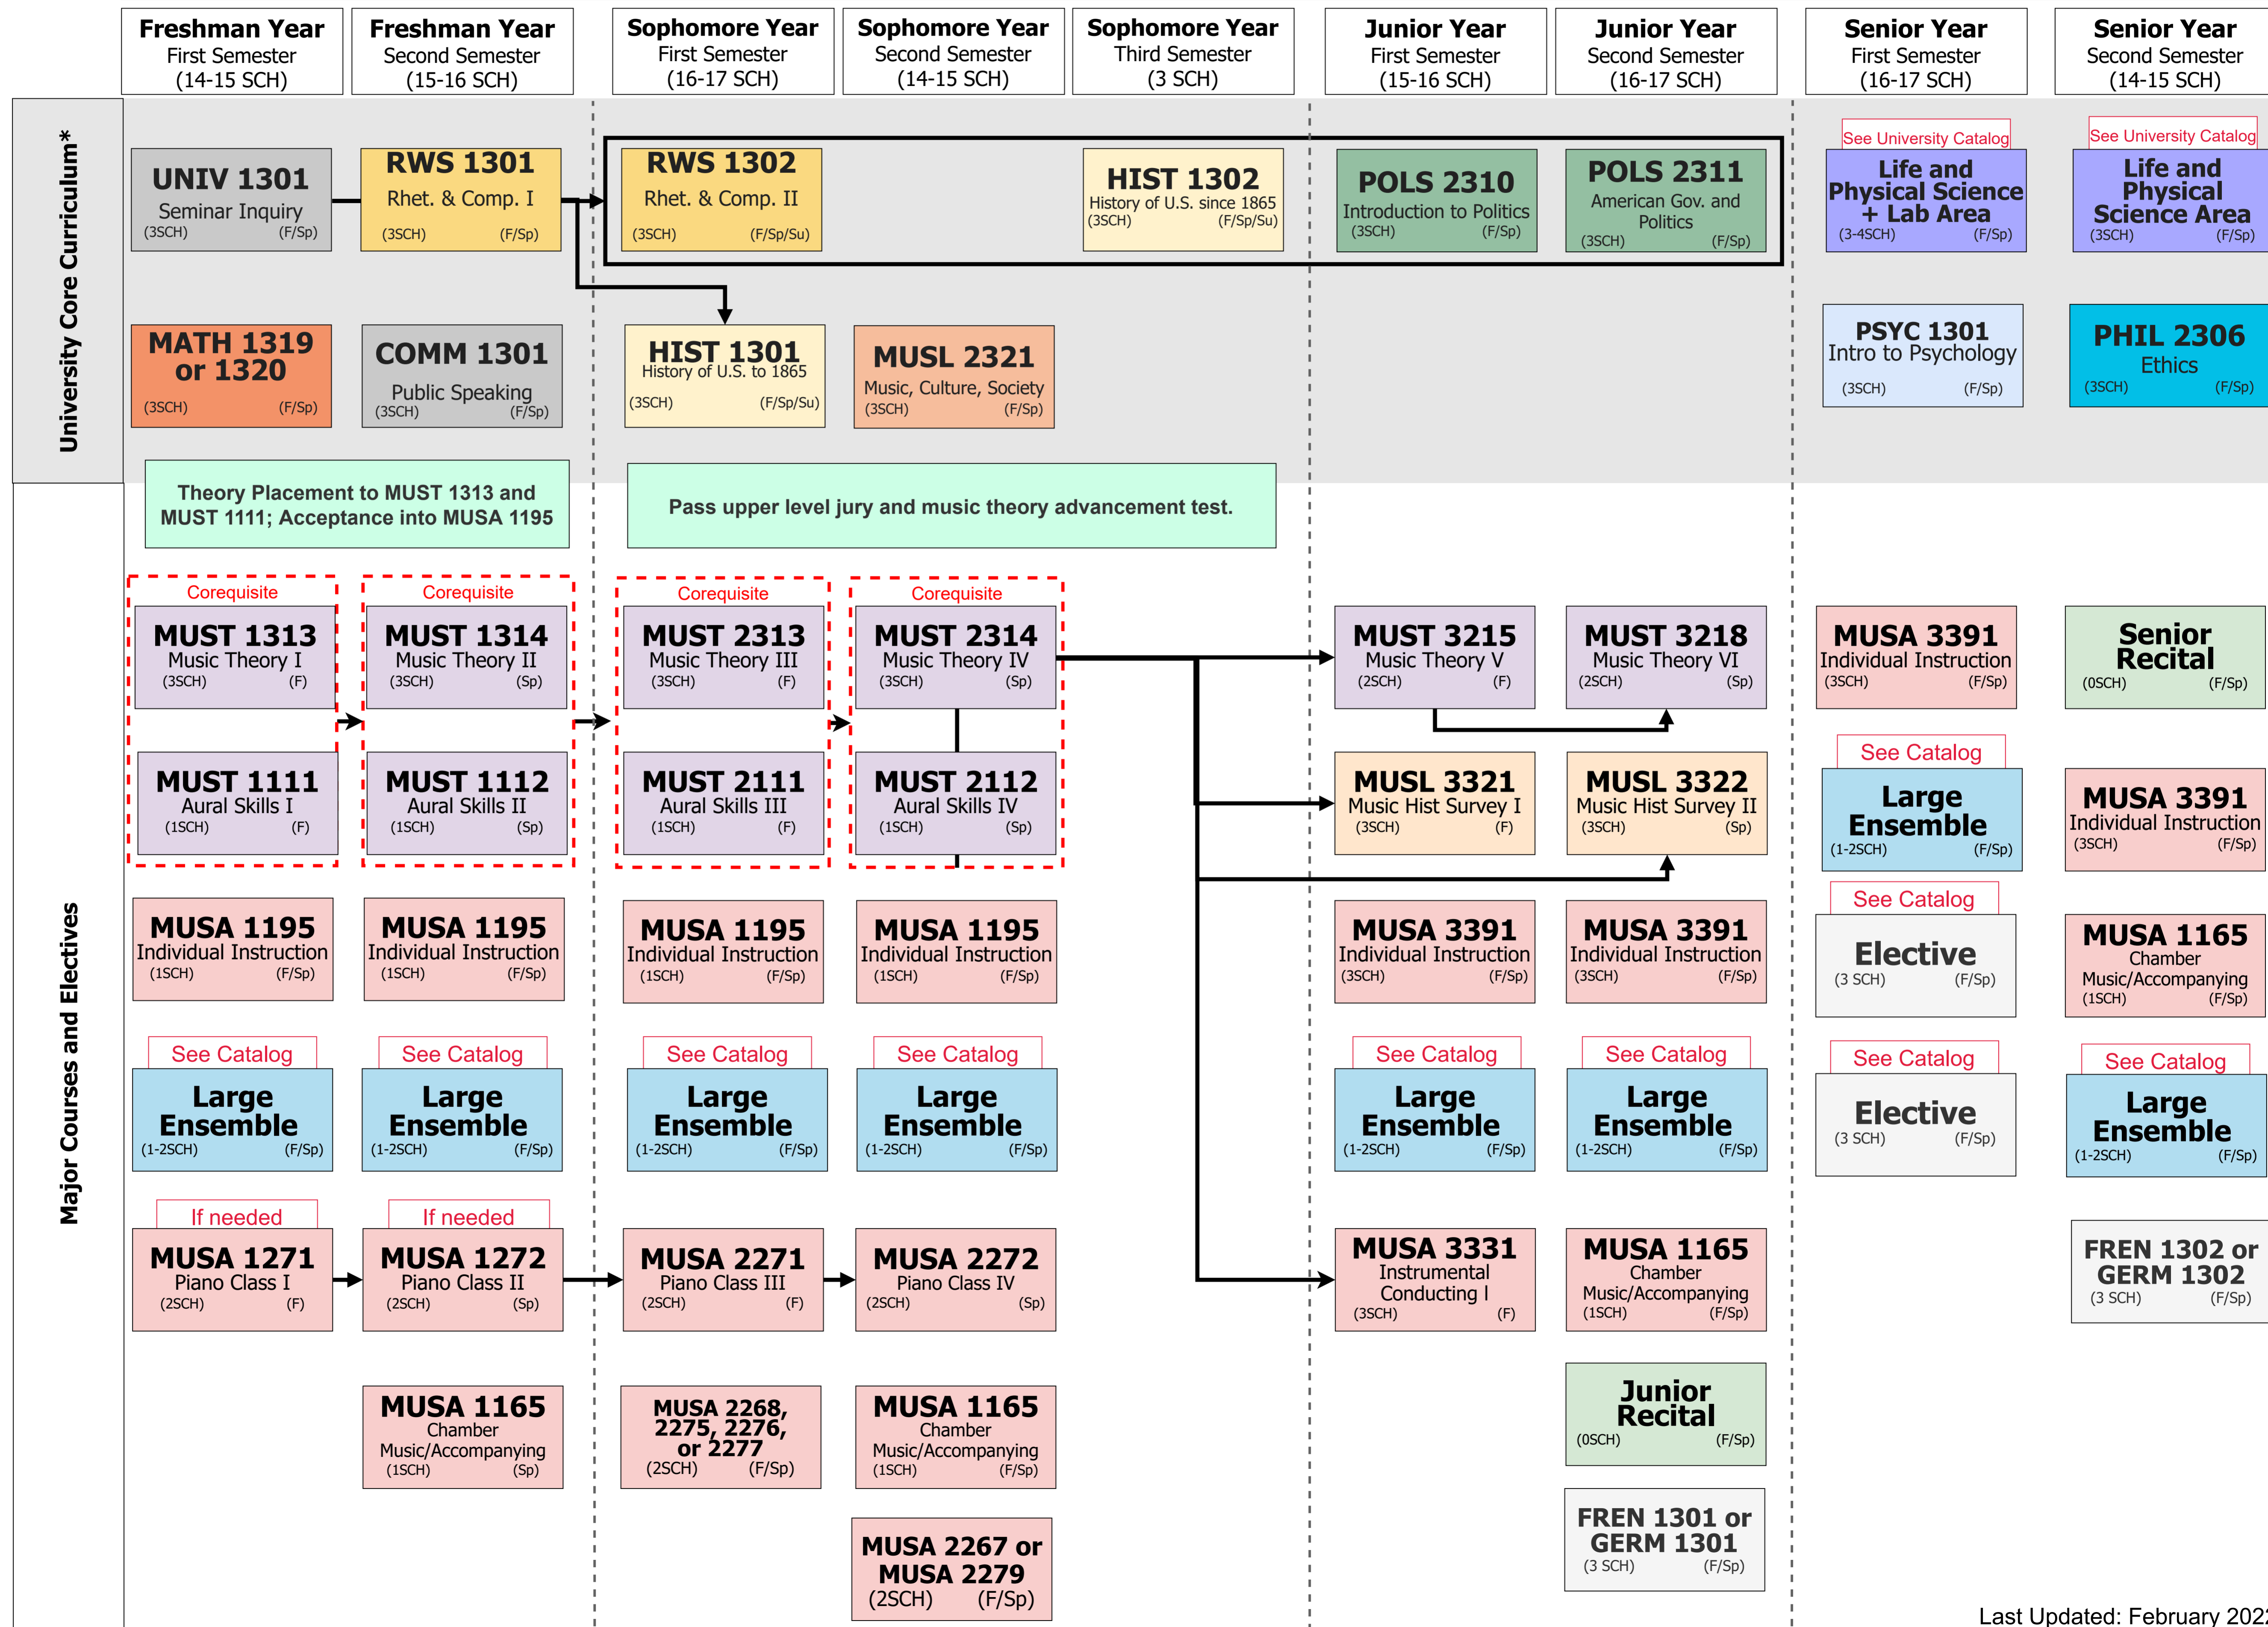 Freshman Year
First Semester
(14-15 SCH)
Freshman Year
Second Semester
(15-16 SCH)
Sophomore Year
First Semester
(16-17 SCH)
Sophomore Year
Second Semester
(14-15 SCH)
Sophomore Year
Third Semester
(3 SCH)
Junior Year
First Semester
(15-16 SCH)
Junior Year
Second Semester
(16-17 SCH)
Senior Year
First Semester
(16-17 SCH)
Senior Year
Second Semester
(14-15 SCH)
University Core Curriculum*
UNIV 1301
Seminar Inquiry
(3SCH) (F/Sp)
RWS 1301
Rhet. & Comp. I
(3SCH) (F/Sp)
RWS 1302
Rhet. & Comp. II
(3SCH) (F/Sp/Su)
HIST 1302
History of U.S. since 1865
(3SCH) (F/Sp/Su)
POLS 2310
Introduction to Politics
(3SCH) (F/Sp)
POLS 2311
American Gov. and
Politics
(3SCH) (F/Sp)
See University Catalog
Life and
Physical Science
+ Lab Area
(3-4SCH) (F/Sp)
See University Catalog
Life and
Physical
Science Area
(3SCH) (F/Sp)
MATH 1319
or 1320
(3SCH) (F/Sp)
COMM 1301
Public Speaking
(3SCH) (F/Sp)
HIST 1301
History of U.S. to 1865
(3SCH) (F/Sp/Su)
MUSL 2321
Music, Culture, Society
(3SCH) (F/Sp)
PSYC 1301
Intro to Psychology
(3SCH) (F/Sp)
PHIL 2306
Ethics
(3SCH) (F/Sp)
Theory Placement to MUST 1313 and
MUST 1111; Acceptance into MUSA 1195
Pass upper level jury and music theory advancement test.
Major Courses and Electives
Corequisite
MUST 1313
Music Theory I
(3SCH) (F)
Corequisite
MUST 1314
Music Theory II
(3SCH) (Sp)
Corequisite
MUST 2313
Music Theory III
(3SCH) (F)
Corequisite
MUST 2314
Music Theory IV
(3SCH) (Sp)
MUST 3215
Music Theory V
(2SCH) (F)
MUST 3218
Music Theory VI
(2SCH) (Sp)
MUSA 3391
Individual Instruction
(3SCH) (F/Sp)
Senior
Recital
(0SCH) (F/Sp)
MUST 1111
Aural Skills I
(1SCH) (F)
MUST 1112
Aural Skills II
(1SCH) (Sp)
MUST 2111
Aural Skills III
(1SCH) (F)
MUST 2112
Aural Skills IV
(1SCH) (Sp)
MUSL 3321
Music Hist Survey I
(3SCH) (F)
MUSL 3322
Music Hist Survey II
(3SCH) (Sp)
See Catalog
Large
Ensemble
(1-2SCH) (F/Sp)
MUSA 3391
Individual Instruction
(3SCH) (F/Sp)
MUSA 1195
Individual Instruction
(1SCH) (F/Sp)
MUSA 1195
Individual Instruction
(1SCH) (F/Sp)
MUSA 1195
Individual Instruction
(1SCH) (F/Sp)
MUSA 1195
Individual Instruction
(1SCH) (F/Sp)
MUSA 3391
Individual Instruction
(3SCH) (F/Sp)
MUSA 3391
Individual Instruction
(3SCH) (F/Sp)
See Catalog
Elective
(3 SCH) (F/Sp)
MUSA 1165
Chamber
Music/Accompanying
(1SCH) (F/Sp)
See Catalog
Large
Ensemble
(1-2SCH) (F/Sp)
See Catalog
Large
Ensemble
(1-2SCH) (F/Sp)
See Catalog
Large
Ensemble
(1-2SCH) (F/Sp)
See Catalog
Large
Ensemble
(1-2SCH) (F/Sp)
See Catalog
Large
Ensemble
(1-2SCH) (F/Sp)
See Catalog
Large
Ensemble
(1-2SCH) (F/Sp)
See Catalog
Elective
(3 SCH) (F/Sp)
See Catalog
Large
Ensemble
(1-2SCH) (F/Sp)
If needed
MUSA 1271
Piano Class I
(2SCH) (F)
If needed
MUSA 1272
Piano Class II
(2SCH) (Sp)
MUSA 2271
Piano Class III
(2SCH) (F)
MUSA 2272
Piano Class IV
(2SCH) (Sp)
MUSA 3331
Instrumental
Conducting I
(3SCH) (F)
MUSA 1165
Chamber
Music/Accompanying
(1SCH) (F/Sp)
FREN 1302 or
GERM 1302
(3 SCH) (F/Sp)
MUSA 1165
Chamber
Music/Accompanying
(1SCH) (Sp)
MUSA 2268,
2275, 2276,
or 2277
(2SCH) (F/Sp)
MUSA 1165
Chamber
Music/Accompanying
(1SCH) (F/Sp)
Junior
Recital
(0SCH) (F/Sp)
MUSA 2267 or
MUSA 2279
(2SCH) (F/Sp)
FREN 1301 or
GERM 1301
(3 SCH) (F/Sp)
Last Updated: February 2022